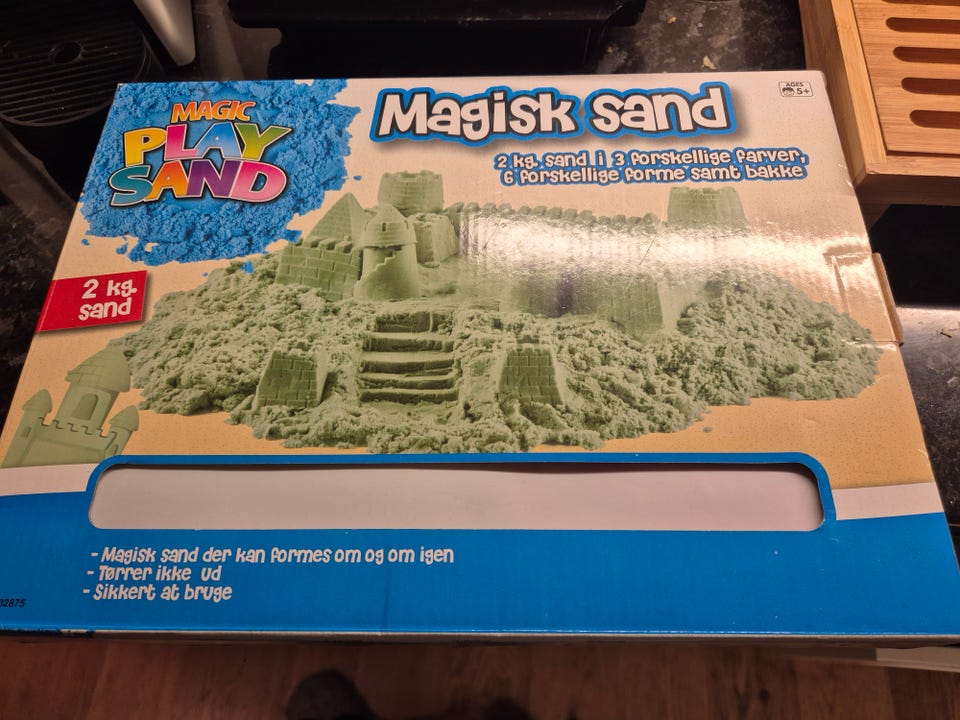 MAGIC
PLAY
SAND
Magisk sand
AGES
5+
2 kg. sand i 3 forskellige farver,
6 forskellige forme samt bakke
2 kg.
sand
- Magisk sand der kan formes om og om igen
- Tørrer ikke ud
- Sikkert at bruge